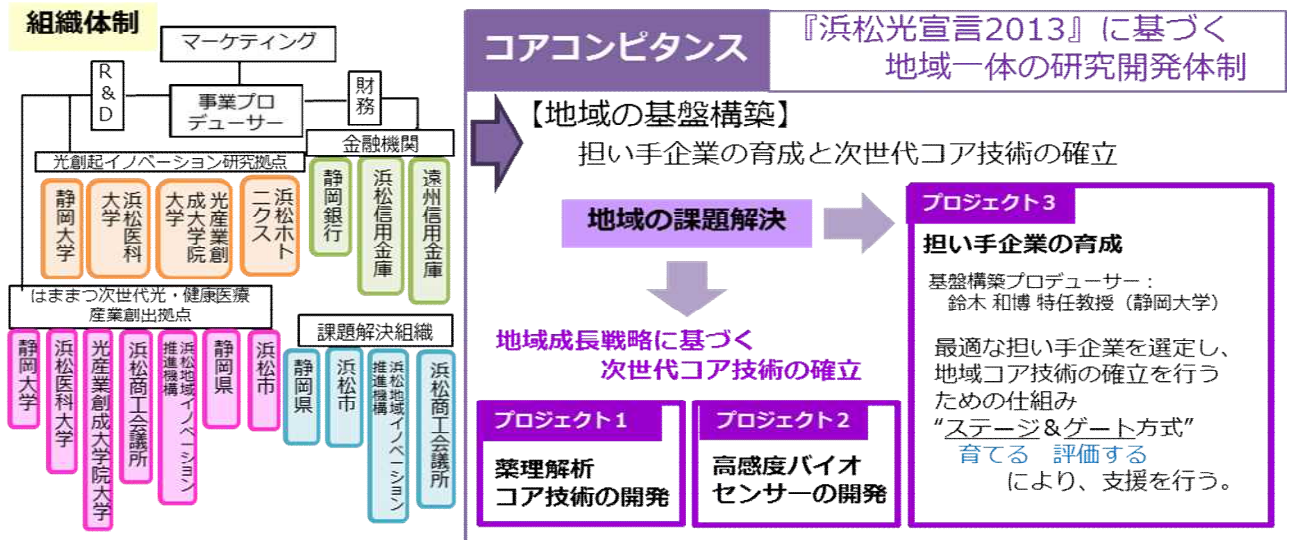 組織体制
マーケティング
R&D
事業プロ
デューサー
財務
光創起イノベーション研究拠点
金融機関
静岡大学
浜松医科
大学
光産業創
成大学院
大学
浜松ホト
ニクス
静岡銀行
浜松信用金庫
遠州信用金庫
はままつ次世代光・健康医療
産業創出拠点
静岡大学
浜松医科大学
光産業創成大学院大学
浜松商工会議所
浜松地域イノベーション
推進機構
静岡県
浜松市
課題解決組織
静岡県
浜松市
浜松地域イノベーション
推進機構
浜松商工会議所
コアコンピタンス
『浜松光宣言2013』に基づく
地域一体の研究開発体制
【地域の基盤構築】
担い手企業の育成と次世代コア技術の確立
地域の課題解決
地域成長戦略に基づく
次世代コア技術の確立
プロジェクト1
薬理解析
コア技術の開発
プロジェクト2
高感度バイオ
センサーの開発
プロジェクト3
担い手企業の育成
基盤構築プロデューサー：
鈴木 和博 特任教授（静岡大学）
最適な担い手企業を選定し、
地域コア技術の確立を行う
ための仕組み
“ステージ&ゲート方式”
育てる 評価する
により、支援を行う。